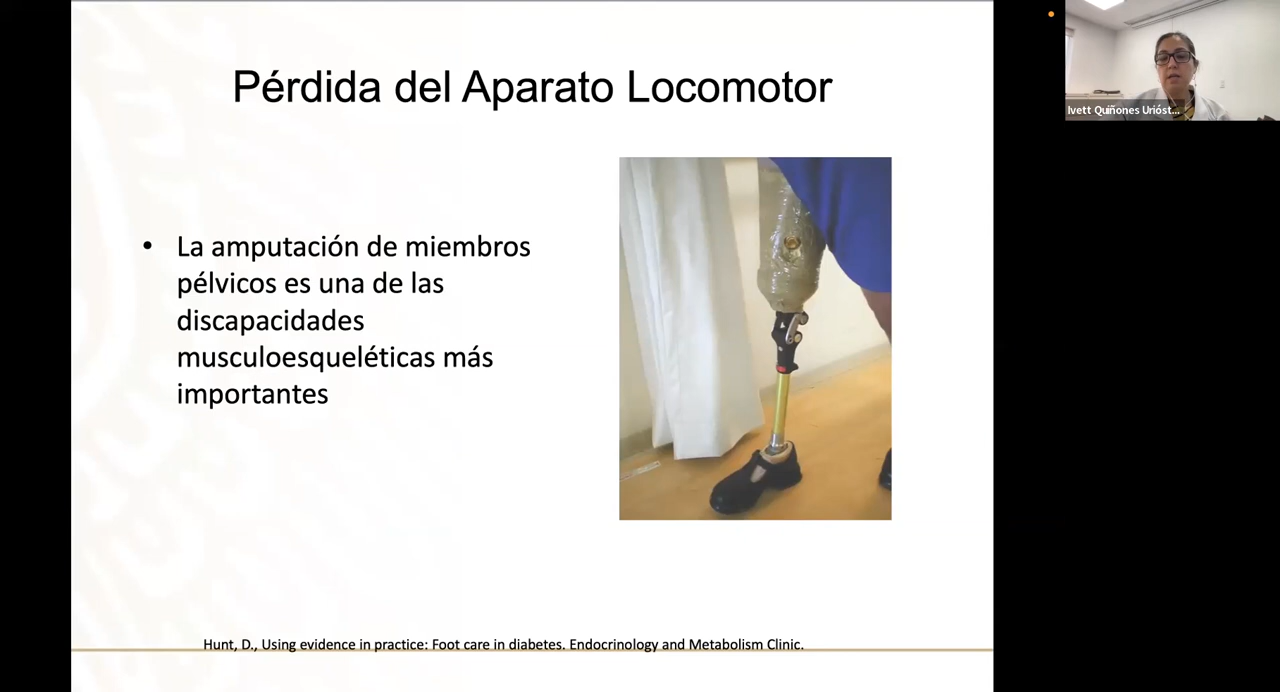 Pérdida del Aparato Locomotor
Ivett Quiñones Urióst...
• La amputación de miembros
pélvicos es una de las
discapacidades
musculoesqueléticas más
importantes
Hunt, D., Using evidence in practice: Foot care in diabetes. Endocrinology and Metabolism Clinic.